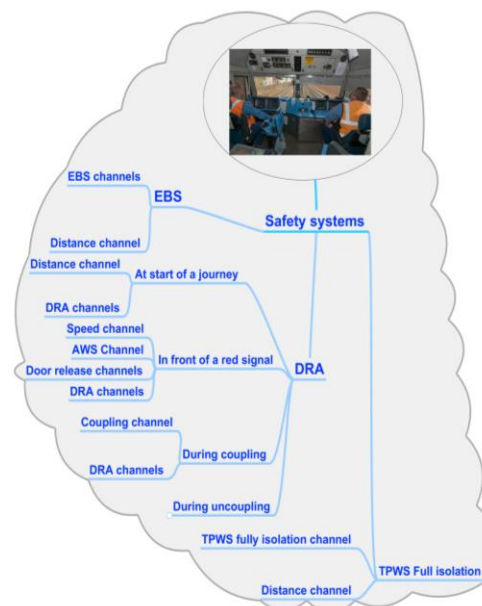 Safety systems
EBS
EBS channels
Distance channel
DRA
At start of a journey
Distance channel
DRA channels
In front of a red signal
Speed channel
AWS Channel
Door release channels
DRA channels
During coupling
Coupling channel
DRA channels
During uncoupling
TPWS Full isolation
TPWS fully isolation channel
Distance channel